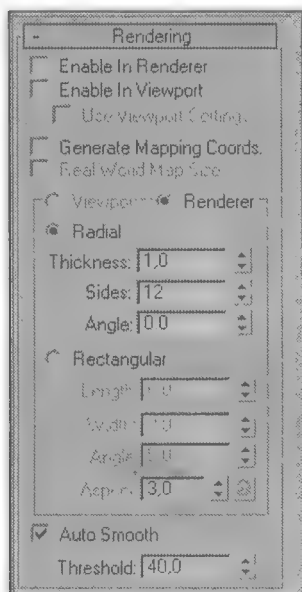 - Rendering
Enable In Renderer
Enable In Viewport
Use Viewport Settings
Generate Mapping Coords.
Real World Map Size
Viewport Renderer
Radial
Thickness: 1,0
Sides: 12
Angle: 0,0
Rectangular
Length:
Width:
Angle:
Aspect: 3,0
Auto Smooth
Threshold: 40,0